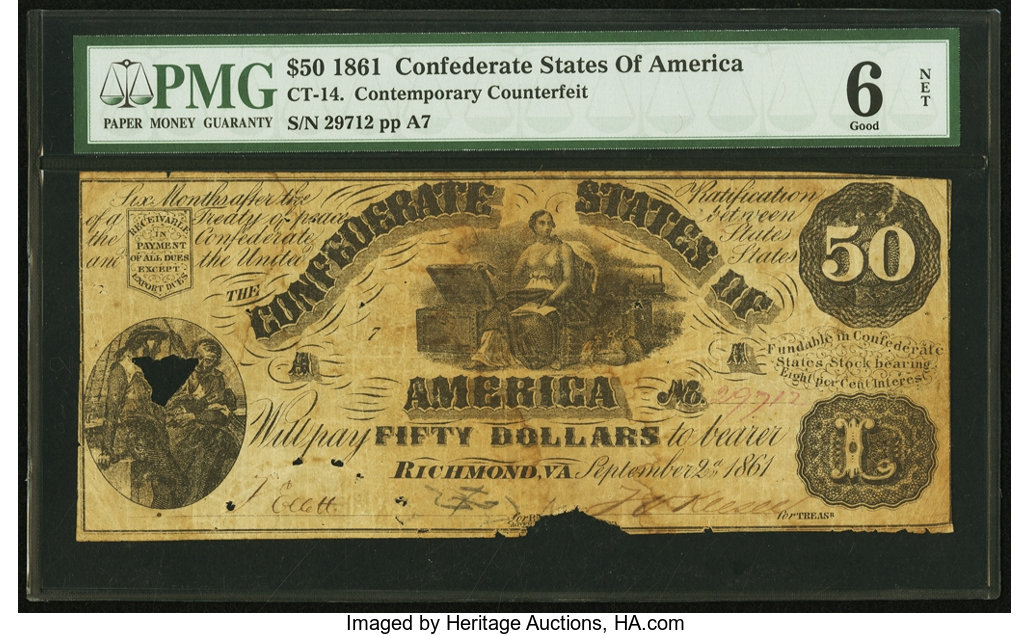 PMG
PAPER MONEY GUARANTY
$50 1861 Confederate States Of America
CT-14. Contemporary Counterfeit
S/N 29712 pp A7
6
Good
NET
Six Months after the Ratification
of a Treaty of peace between
the Confederate States
and the United States
RECEIVABLE
IN
PAYMENT
OF ALL DUES
EXCEPT
EXPORT DUES
THE CONFEDERATE STATES OF
AMERICA
50
7
A
A
No. 29712
Fundable in Confederate
States Stock bearing
Eight per Cent Interest
Will pay FIFTY DOLLARS to bearer
RICHMOND, VA September 2d 1861
L
Ellett
for
for TREASR
Imaged by Heritage Auctions, HA.com